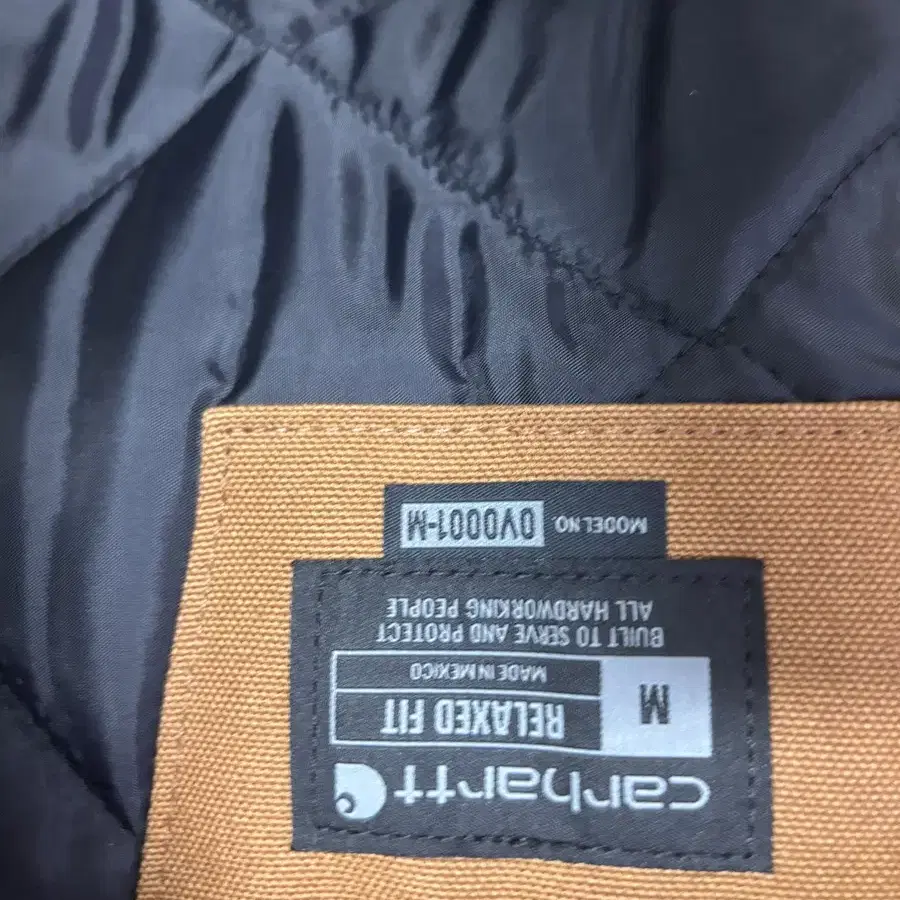 carhartt
M
RELAXED FIT
MADE IN MEXICO
BUILT TO SERVE AND PROTECT
ALL HARDWORKING PEOPLE
MODEL NO. OV0001-M